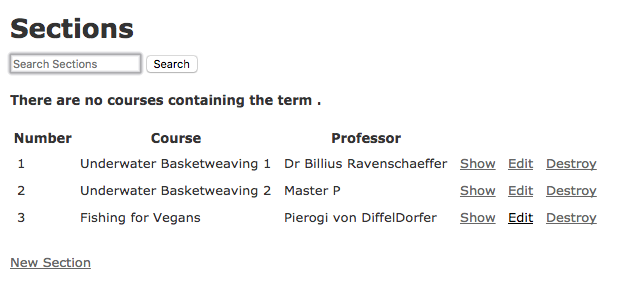 Sections
Search Sections Search
There are no courses containing the term .
Number Course Professor
1 Underwater Basketweaving 1 Dr Billius Ravenschaeffer Show Edit Destroy
2 Underwater Basketweaving 2 Master P Show Edit Destroy
3 Fishing for Vegans Pierogi von DiffelDorfer Show Edit Destroy
New Section